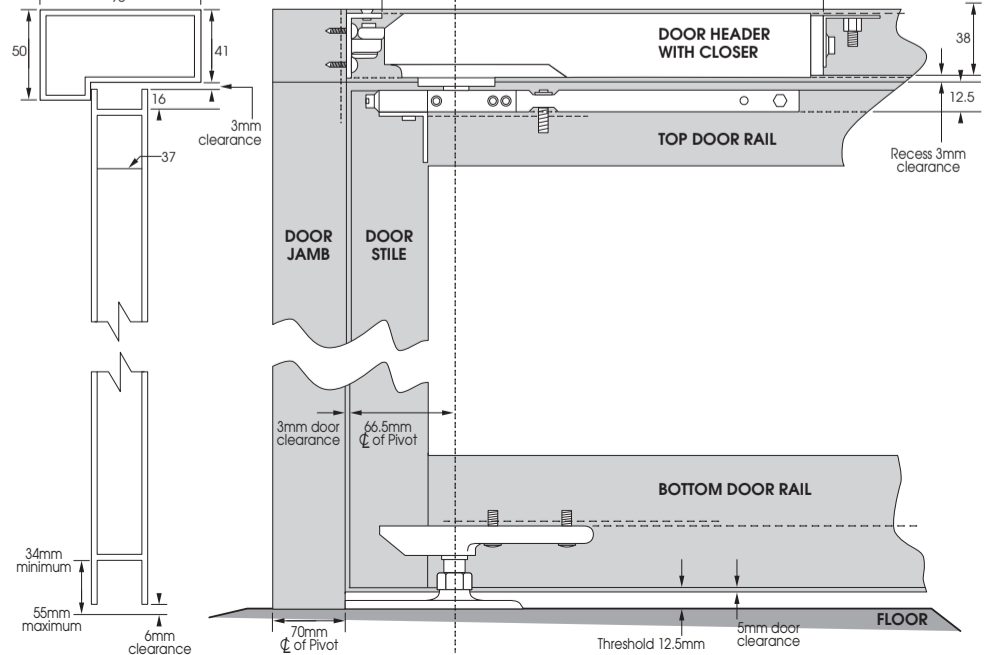 50
41
16
3mm
clearance
37
DOOR HEADER
WITH CLOSER
38
12.5
TOP DOOR RAIL
Recess 3mm
clearance
DOOR
JAMB
DOOR
STILE
3mm door
clearance
66.5mm
℄ of Pivot
BOTTOM DOOR RAIL
34mm
minimum
55mm
maximum
6mm
clearance
70mm
℄ of Pivot
Threshold 12.5mm
5mm door
clearance
FLOOR